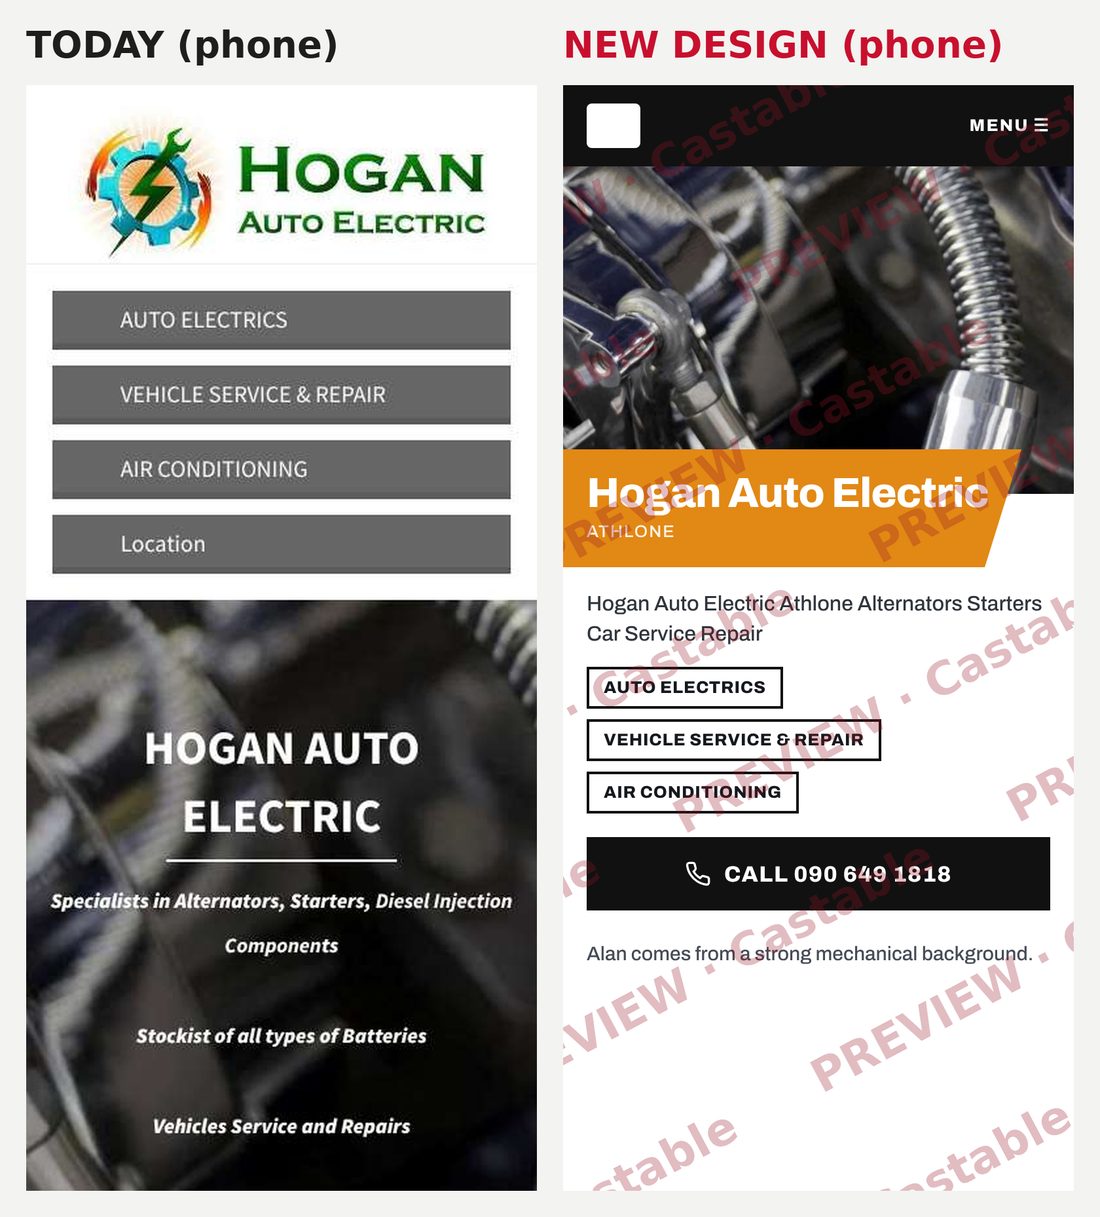 TODAY (phone)
HOGAN
AUTO ELECTRIC
AUTO ELECTRICS
VEHICLE SERVICE & REPAIR
AIR CONDITIONING
Location
HOGAN AUTO
ELECTRIC
Specialists in Alternators, Starters, Diesel Injection
Components
Stockist of all types of Batteries
Vehicles Service and Repairs
NEW DESIGN (phone)
MENU ☰
Hogan Auto Electric
ATHLONE
Hogan Auto Electric Athlone Alternators Starters
Car Service Repair
AUTO ELECTRICS
VEHICLE SERVICE & REPAIR
AIR CONDITIONING
CALL 090 649 1818
Alan comes from a strong mechanical background.
PREVIEW · Castable